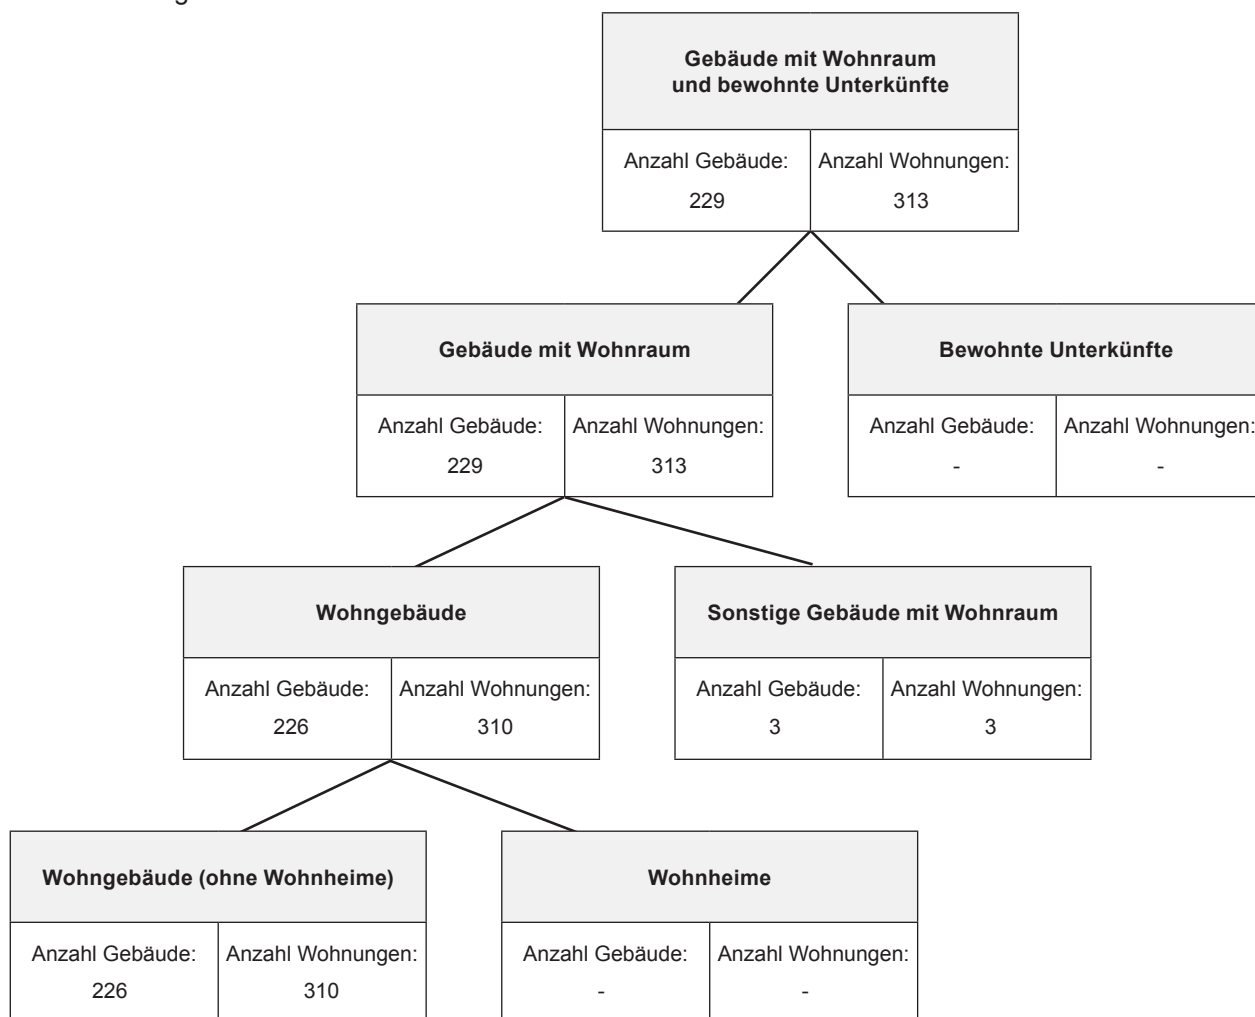 Gebäude mit Wohnraum
und bewohnte Unterkünfte
Anzahl Gebäude: Anzahl Wohnungen:
229 313
Gebäude mit Wohnraum
Bewohnte Unterkünfte
Anzahl Gebäude: Anzahl Wohnungen:
229 313
Anzahl Gebäude: Anzahl Wohnungen:
- -
Wohngebäude
Sonstige Gebäude mit Wohnraum
Anzahl Gebäude: Anzahl Wohnungen:
226 310
Anzahl Gebäude: Anzahl Wohnungen:
3 3
Wohngebäude (ohne Wohnheime)
Wohnheime
Anzahl Gebäude: Anzahl Wohnungen:
226 310
Anzahl Gebäude: Anzahl Wohnungen:
- -